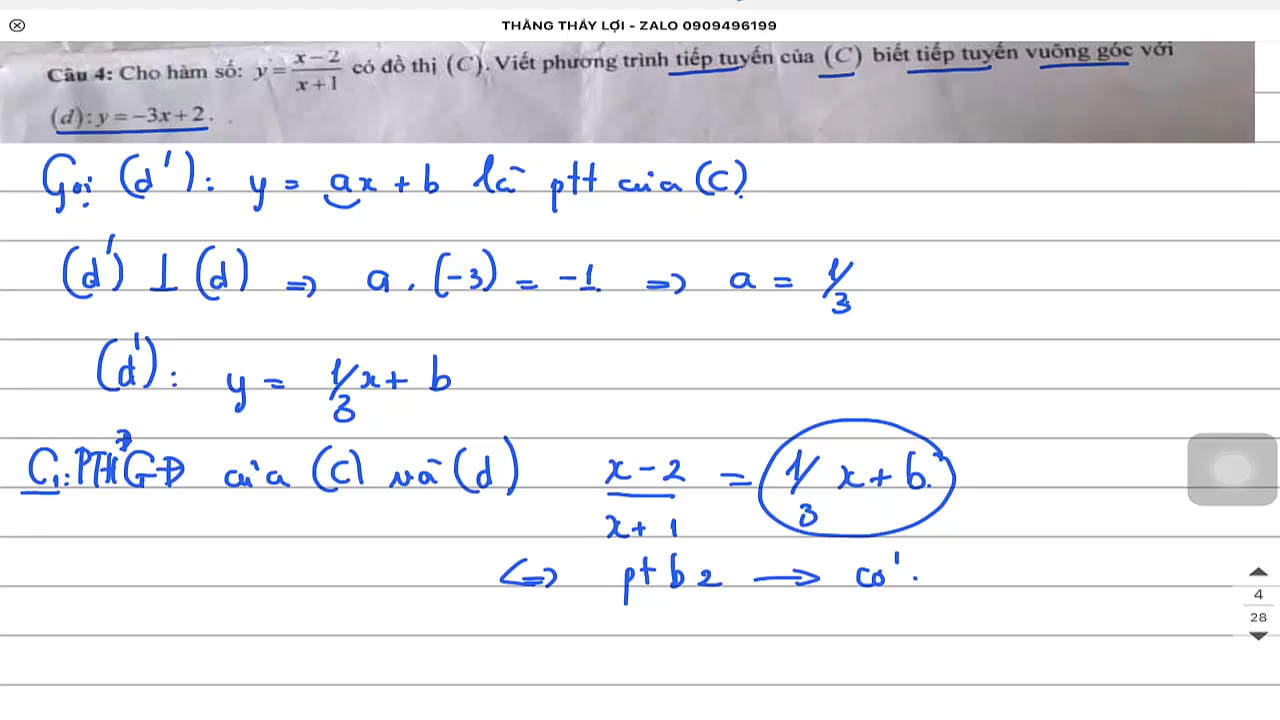 THẦNG THẦY LỢI - ZALO 0909496199
Câu 4: Cho hàm số: y = x-2/x+1 có đồ thị (C). Viết phương trình tiếp tuyến của (C) biết tiếp tuyến vuông góc với
(d): y = -3x + 2.
Gọi (d'): y = ax + b là ptt của (C)
(d') ⊥ (d) => a . (-3) = -1 => a = 1/3
(d'): y = 1/3 x + b
C1: PTHĐGĐ của (C) và (d) x-2/x+1 = 1/3 x + b
<=> pt b2 → có
4
28